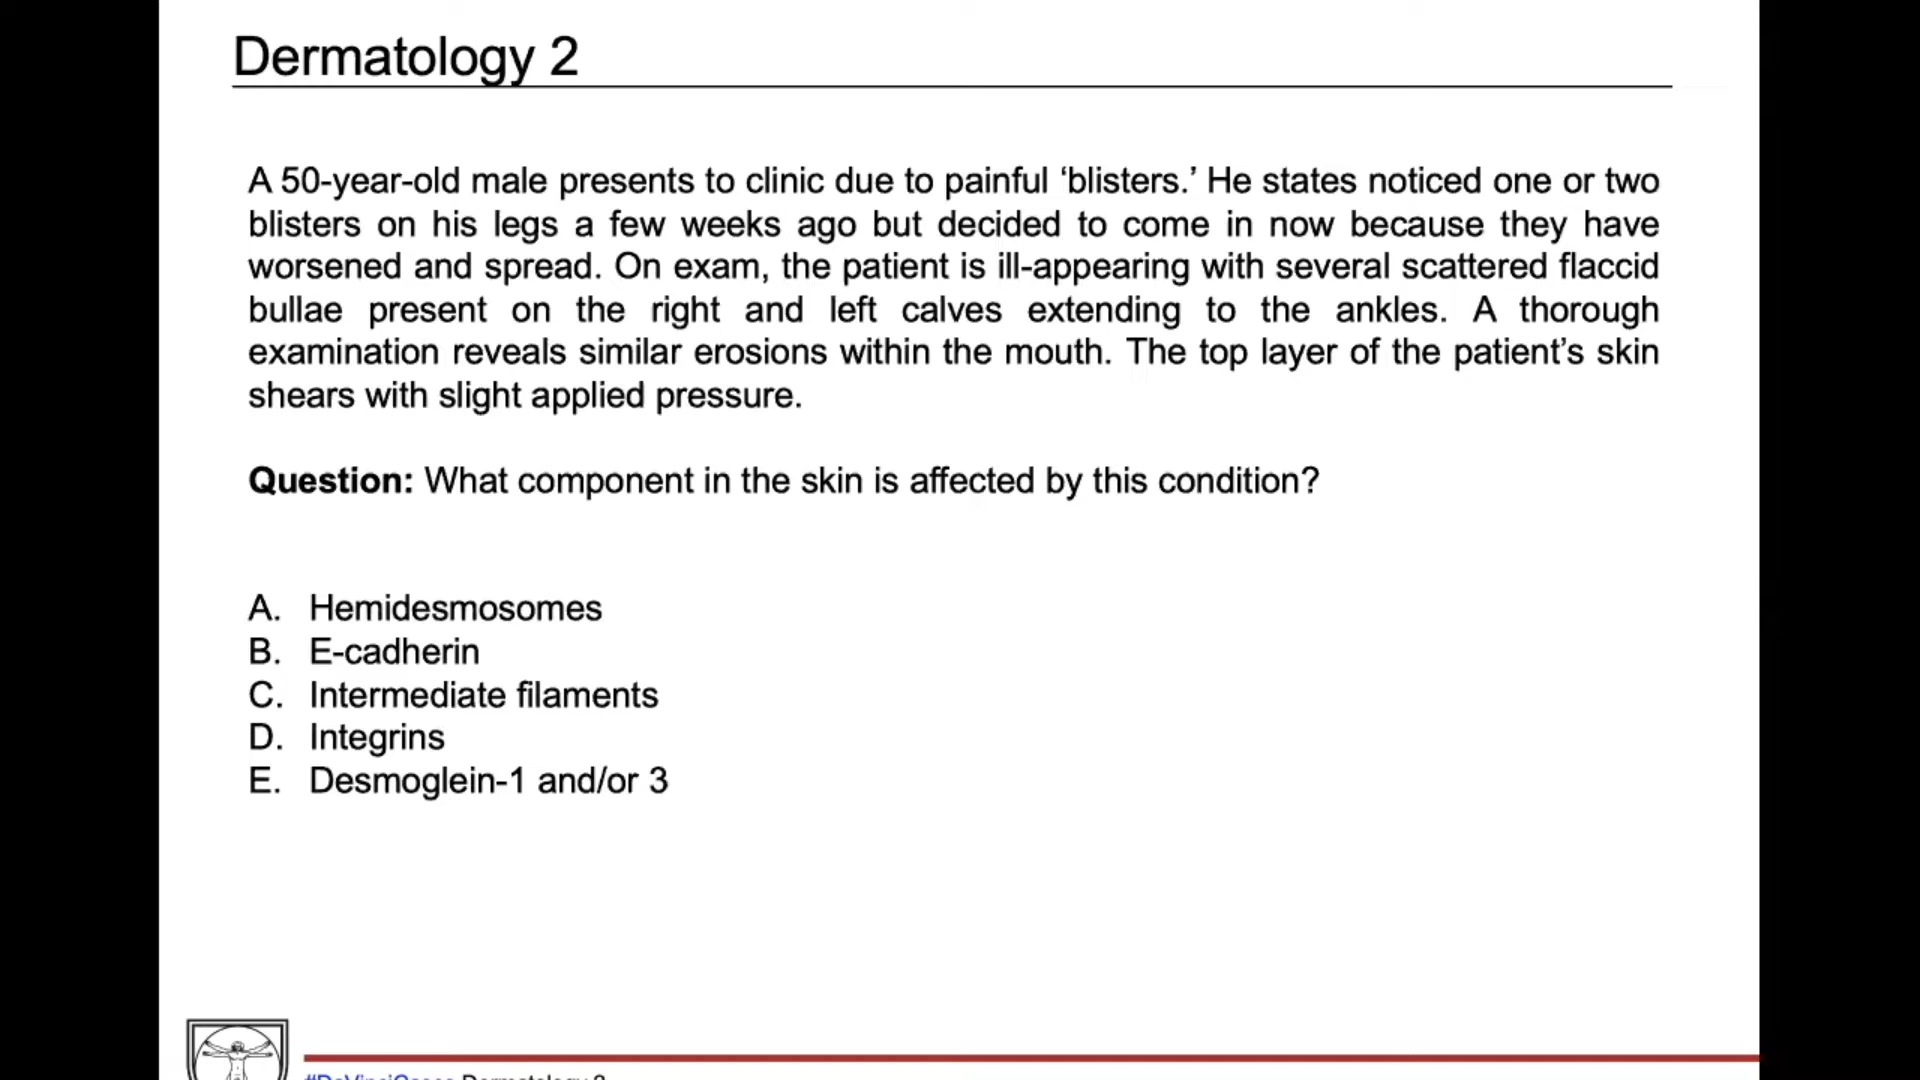 Dermatology 2
A 50-year-old male presents to clinic due to painful ‘blisters.’ He states noticed one or two
blisters on his legs a few weeks ago but decided to come in now because they have
worsened and spread. On exam, the patient is ill-appearing with several scattered flaccid
bullae present on the right and left calves extending to the ankles. A thorough
examination reveals similar erosions within the mouth. The top layer of the patient’s skin
shears with slight applied pressure.
Question: What component in the skin is affected by this condition?
A. Hemidesmosomes
B. E-cadherin
C. Intermediate filaments
D. Integrins
E. Desmoglein-1 and/or 3
#DaVinciCases Dermatology 2